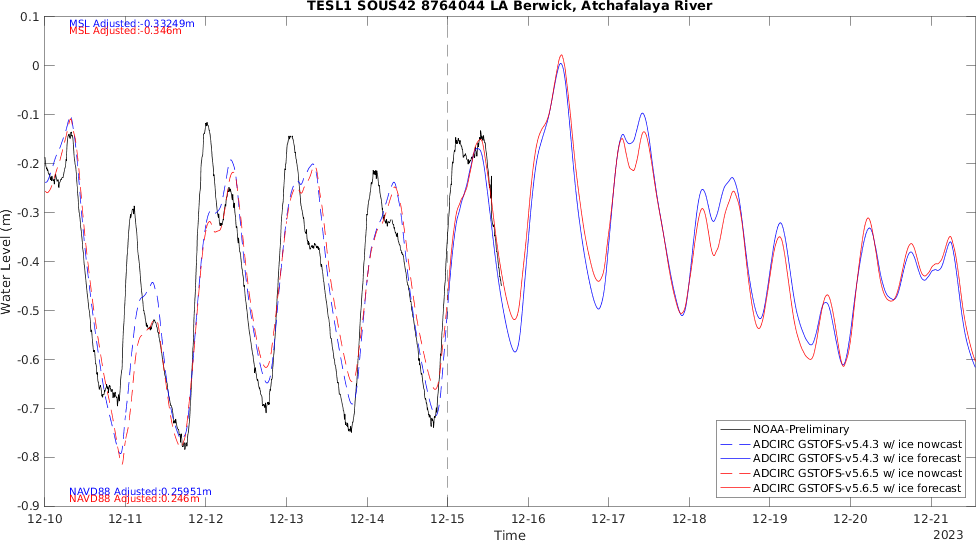 TESL1 SOUS42 8764044 LA Berwick, Atchafalaya River
MSL Adjusted:-0.33249m
MSL Adjusted:-0.346m
0.1
0
-0.1
-0.2
-0.3
-0.4
-0.5
-0.6
-0.7
-0.8
-0.9
Water Level (m)
NOAA-Preliminary
ADCIRC GSTOFS-v5.4.3 w/ ice nowcast
ADCIRC GSTOFS-v5.4.3 w/ ice forecast
ADCIRC GSTOFS-v5.6.5 w/ ice nowcast
ADCIRC GSTOFS-v5.6.5 w/ ice forecast
NAVD88 Adjusted:0.25951m
NAVD88 Adjusted:0.246m
12-10 12-11 12-12 12-13 12-14 12-15 12-16 12-17 12-18 12-19 12-20 12-21
2023
Time